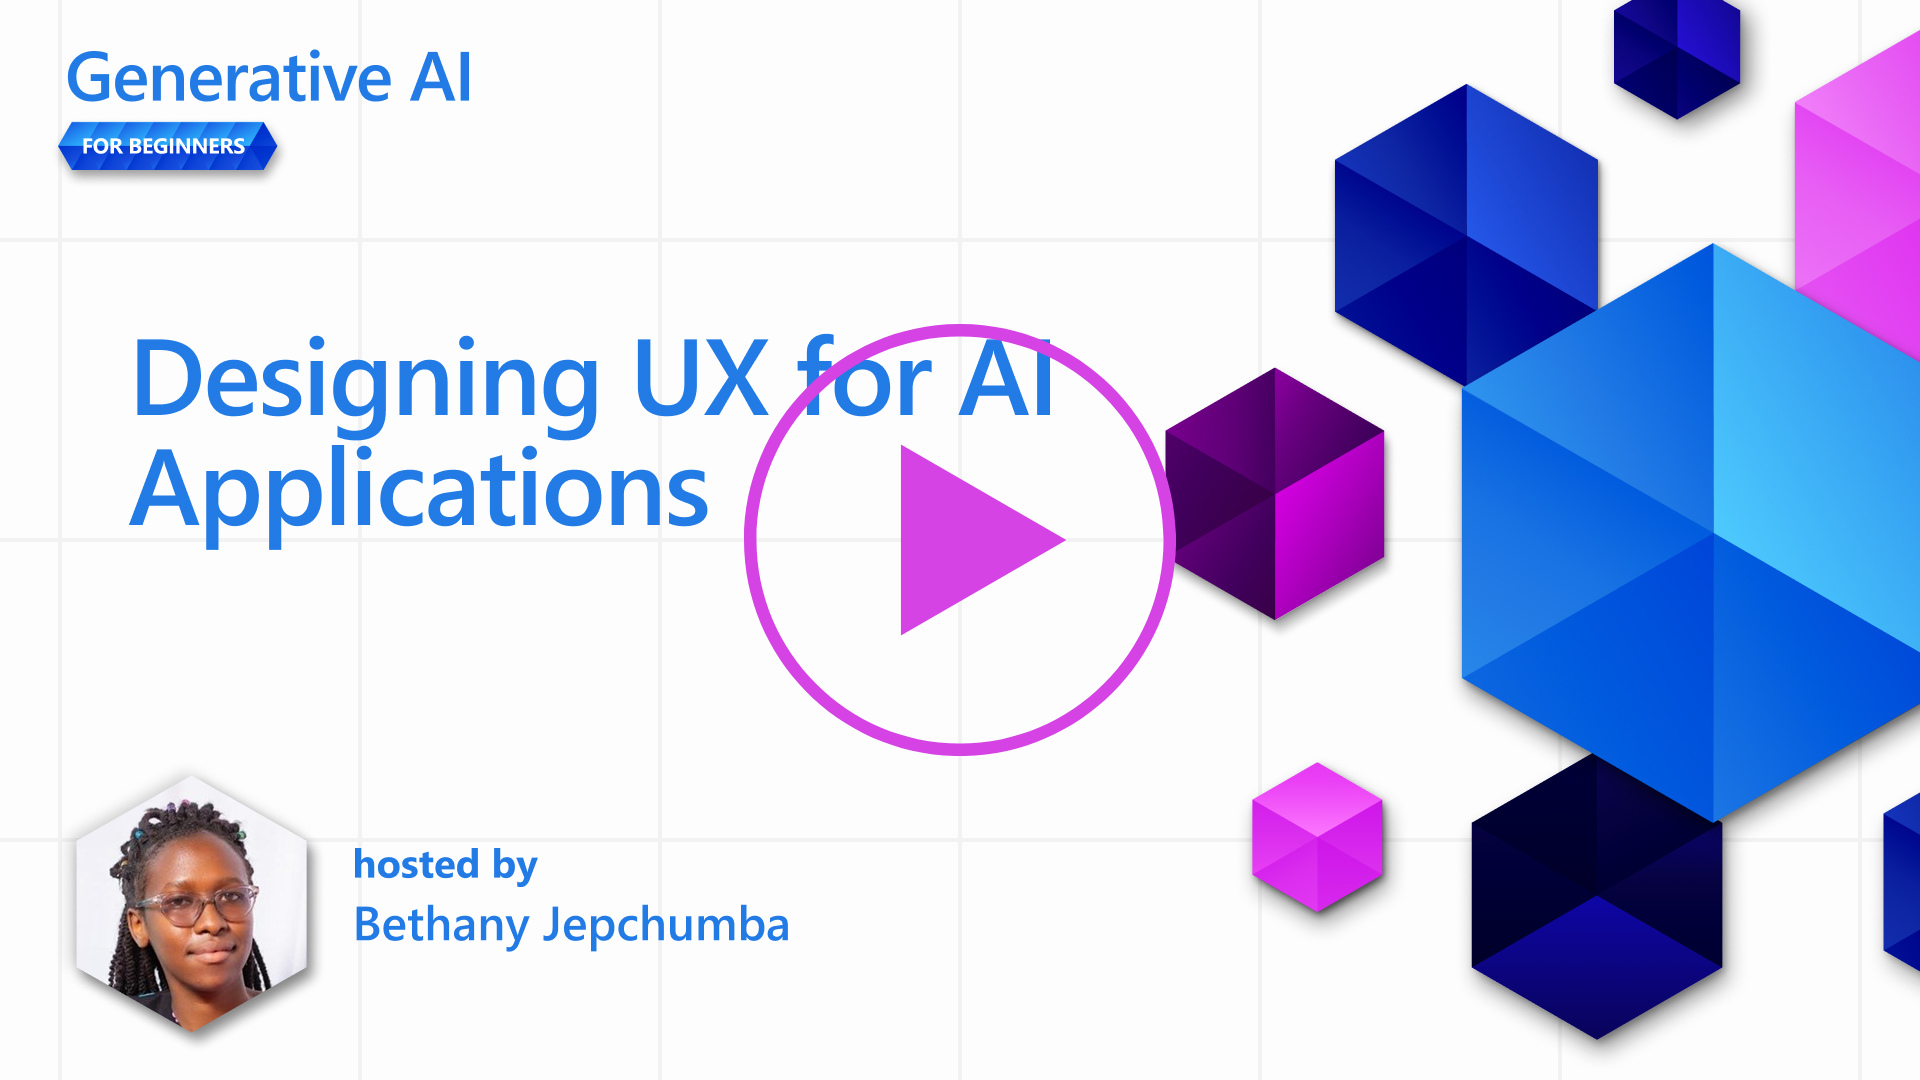 Generative AI
FOR BEGINNERS
Designing UX for AI
Applications
hosted by
Bethany Jepchumba